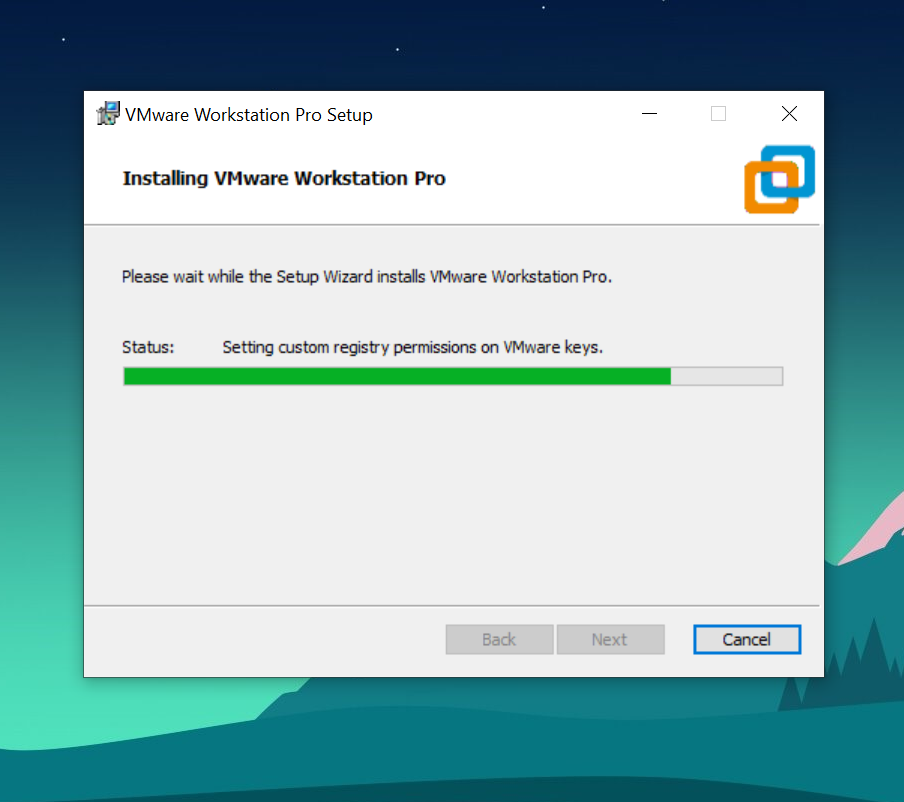 VMware Workstation Pro Setup
Installing VMware Workstation Pro
Please wait while the Setup Wizard installs VMware Workstation Pro.
Status: Setting custom registry permissions on VMware keys.
Back Next Cancel